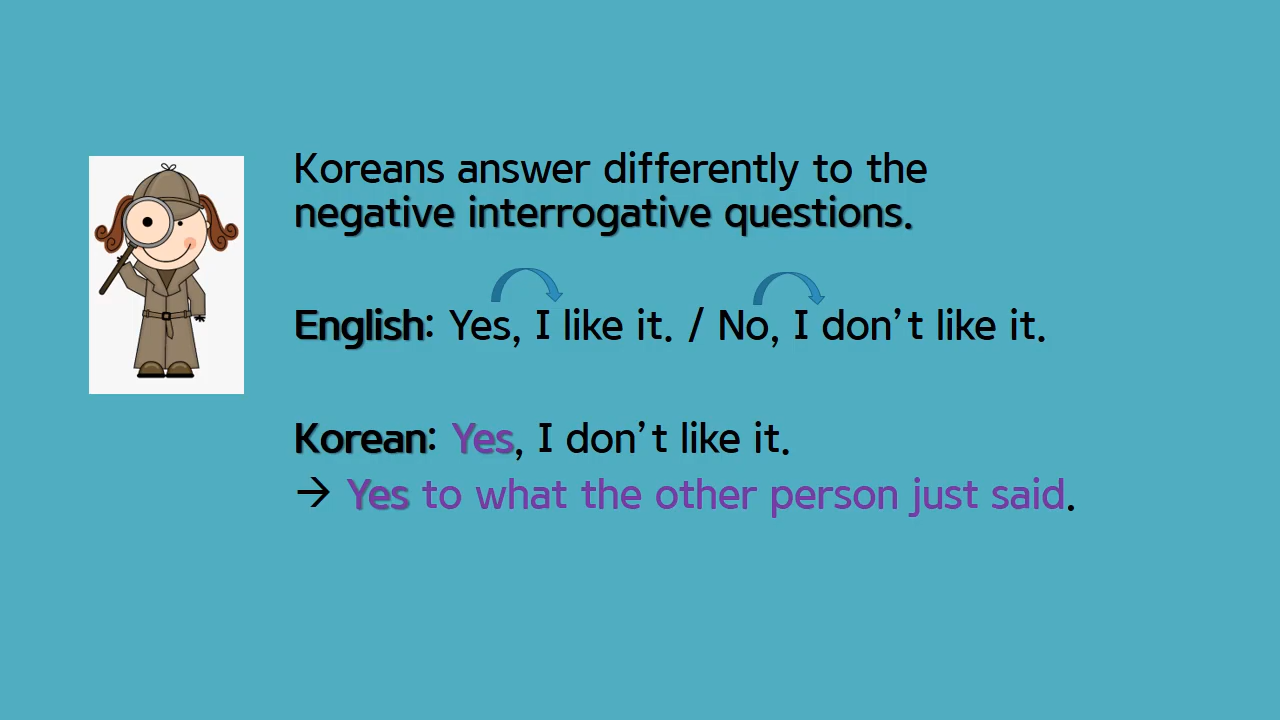 Koreans answer differently to the
negative interrogative questions.
English: Yes, I like it. / No, I don't like it.
Korean: Yes, I don't like it.
→ Yes to what the other person just said.